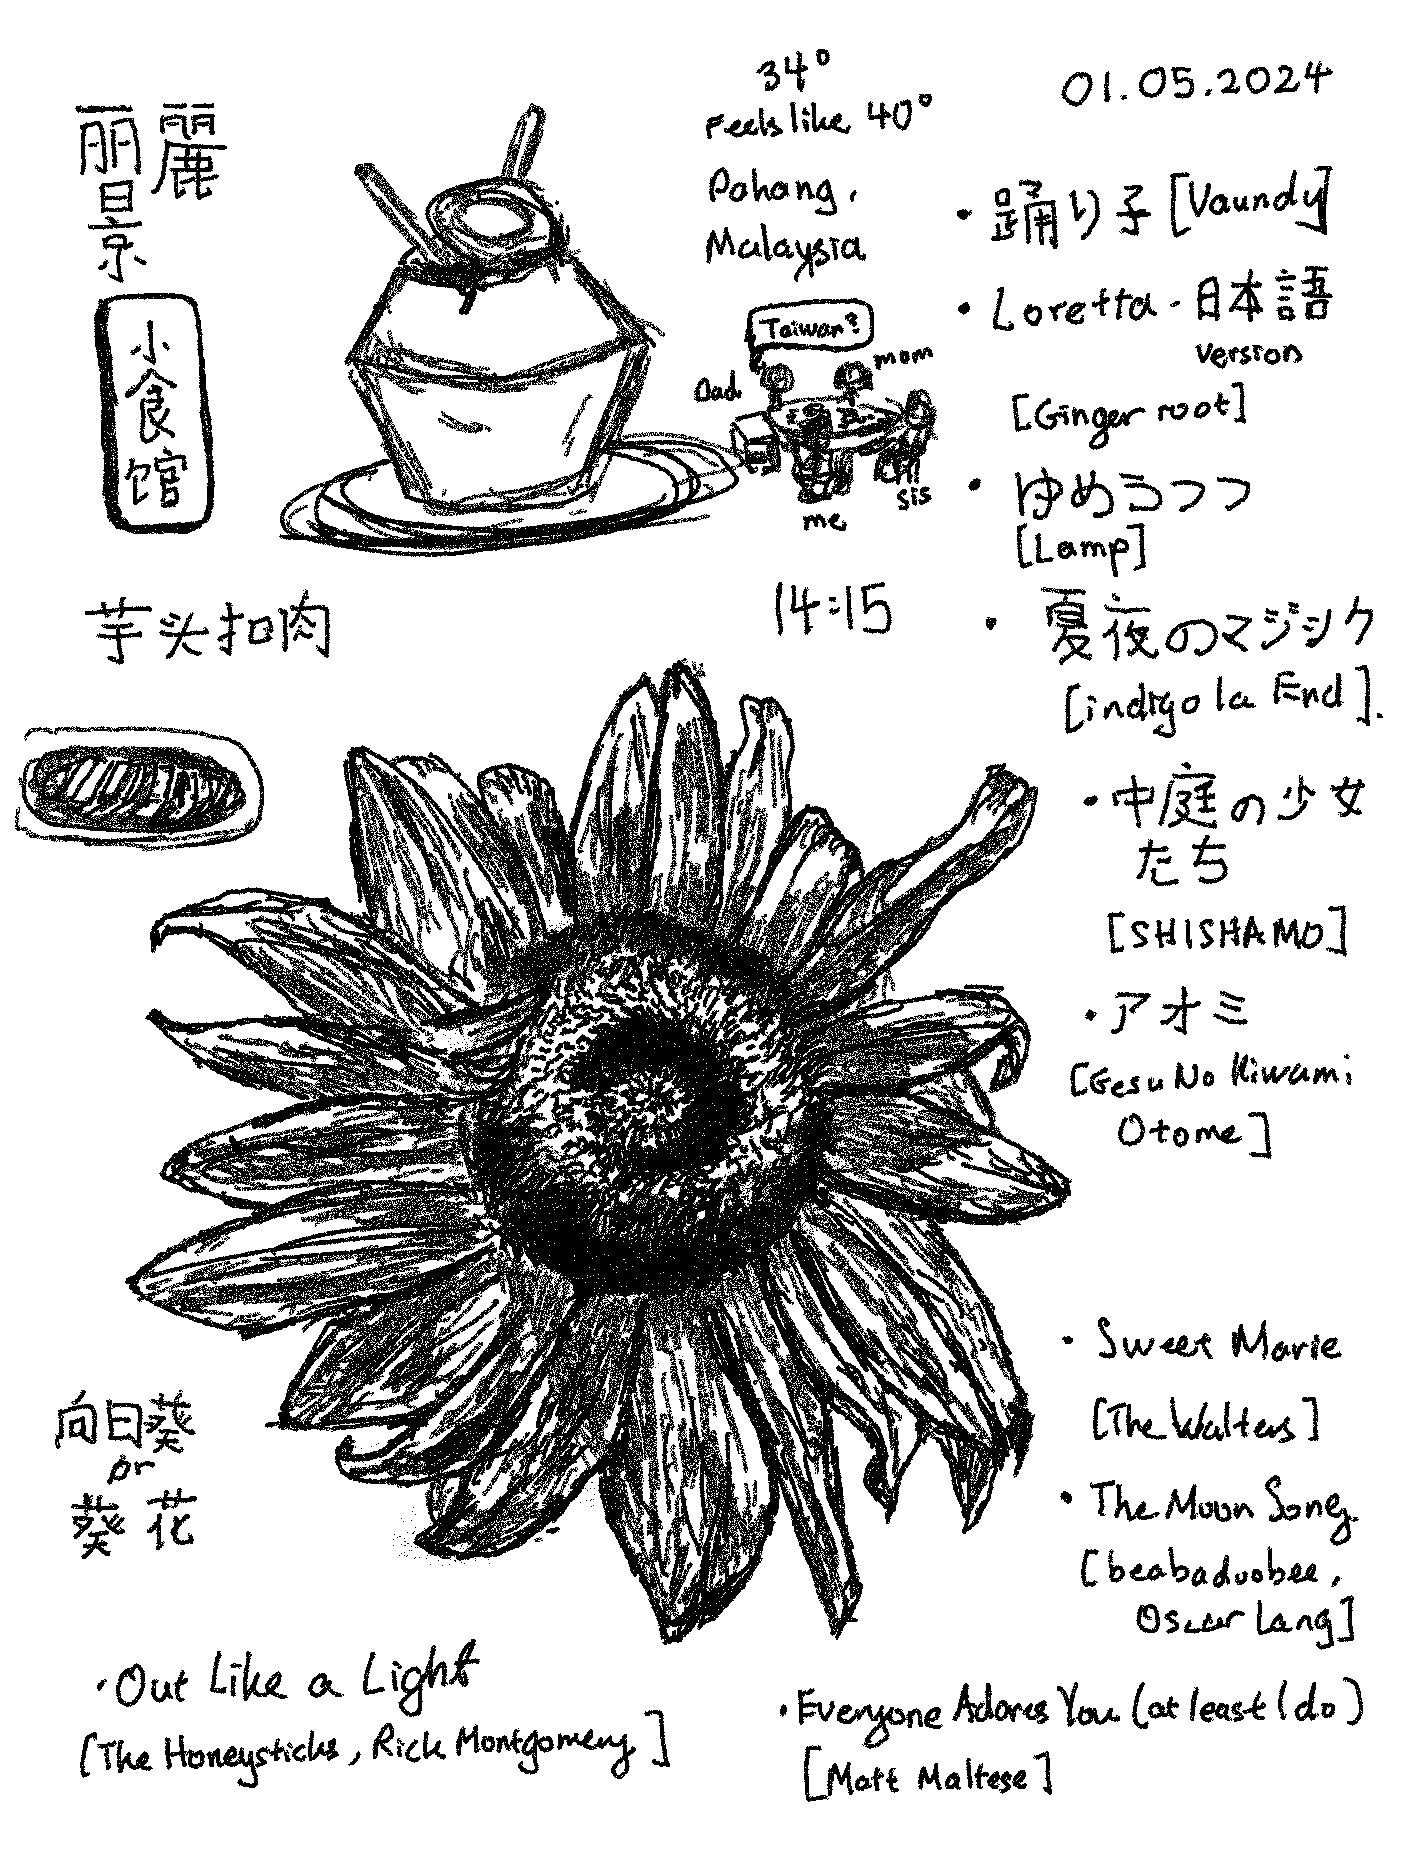 34°
Feels like 40°
Pahang,
Malaysia
01.05.2024
麗
丽景
小食馆
Taiwan?
Dad
mom
sis
me
14:15
芋头扣肉
• 踊り子 [Vaundy]
• Loretta - 日本語
version
[Ginger root]
• ゆめうつつ
[Lamp]
• 夏夜のマジック
[indigo la End].
• 中庭の少女
たち
[SHISHAMO]
• アオミ
[Gesu No Kiwami
Otome]
向日葵
or
葵花
• Sweet Marie
[The Walters]
• The Moon Song.
[beabadoobee,
Oscar Lang]
• Out Like a Light
[The Honeysticks, Rick Montgomery]
• Everyone Adores You (at least I do)
[Matt Maltese]